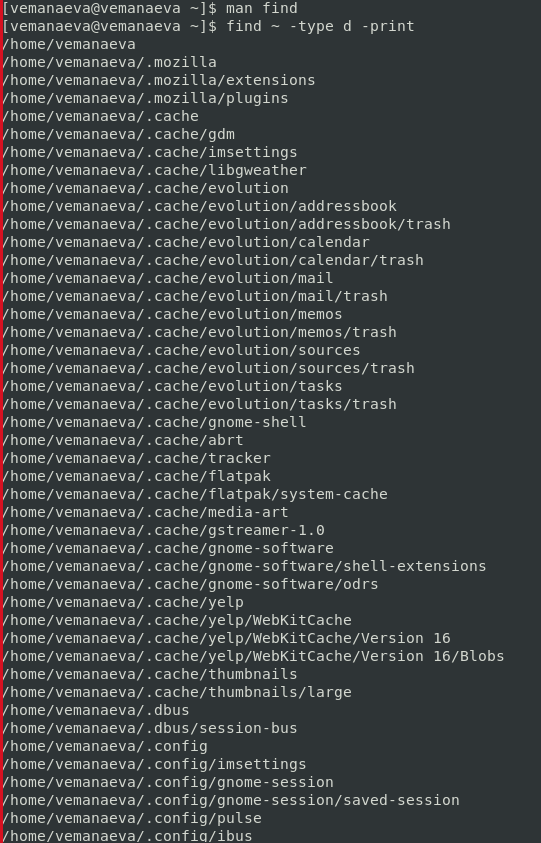 [vemanaeva@vemanaeva ~]$ man find
[vemanaeva@vemanaeva ~]$ find ~ -type d -print
/home/vemanaeva
/home/vemanaeva/.mozilla
/home/vemanaeva/.mozilla/extensions
/home/vemanaeva/.mozilla/plugins
/home/vemanaeva/.cache
/home/vemanaeva/.cache/gdm
/home/vemanaeva/.cache/imsettings
/home/vemanaeva/.cache/libgweather
/home/vemanaeva/.cache/evolution
/home/vemanaeva/.cache/evolution/addressbook
/home/vemanaeva/.cache/evolution/addressbook/trash
/home/vemanaeva/.cache/evolution/calendar
/home/vemanaeva/.cache/evolution/calendar/trash
/home/vemanaeva/.cache/evolution/mail
/home/vemanaeva/.cache/evolution/mail/trash
/home/vemanaeva/.cache/evolution/memos
/home/vemanaeva/.cache/evolution/memos/trash
/home/vemanaeva/.cache/evolution/sources
/home/vemanaeva/.cache/evolution/sources/trash
/home/vemanaeva/.cache/evolution/tasks
/home/vemanaeva/.cache/evolution/tasks/trash
/home/vemanaeva/.cache/gnome-shell
/home/vemanaeva/.cache/abrt
/home/vemanaeva/.cache/tracker
/home/vemanaeva/.cache/flatpak
/home/vemanaeva/.cache/flatpak/system-cache
/home/vemanaeva/.cache/media-art
/home/vemanaeva/.cache/gstreamer-1.0
/home/vemanaeva/.cache/gnome-software
/home/vemanaeva/.cache/gnome-software/shell-extensions
/home/vemanaeva/.cache/gnome-software/odrs
/home/vemanaeva/.cache/yelp
/home/vemanaeva/.cache/yelp/WebKitCache
/home/vemanaeva/.cache/yelp/WebKitCache/Version 16
/home/vemanaeva/.cache/yelp/WebKitCache/Version 16/Blobs
/home/vemanaeva/.cache/thumbnails
/home/vemanaeva/.cache/thumbnails/large
/home/vemanaeva/.dbus
/home/vemanaeva/.dbus/session-bus
/home/vemanaeva/.config
/home/vemanaeva/.config/imsettings
/home/vemanaeva/.config/gnome-session
/home/vemanaeva/.config/gnome-session/saved-session
/home/vemanaeva/.config/pulse
/home/vemanaeva/.config/ibus